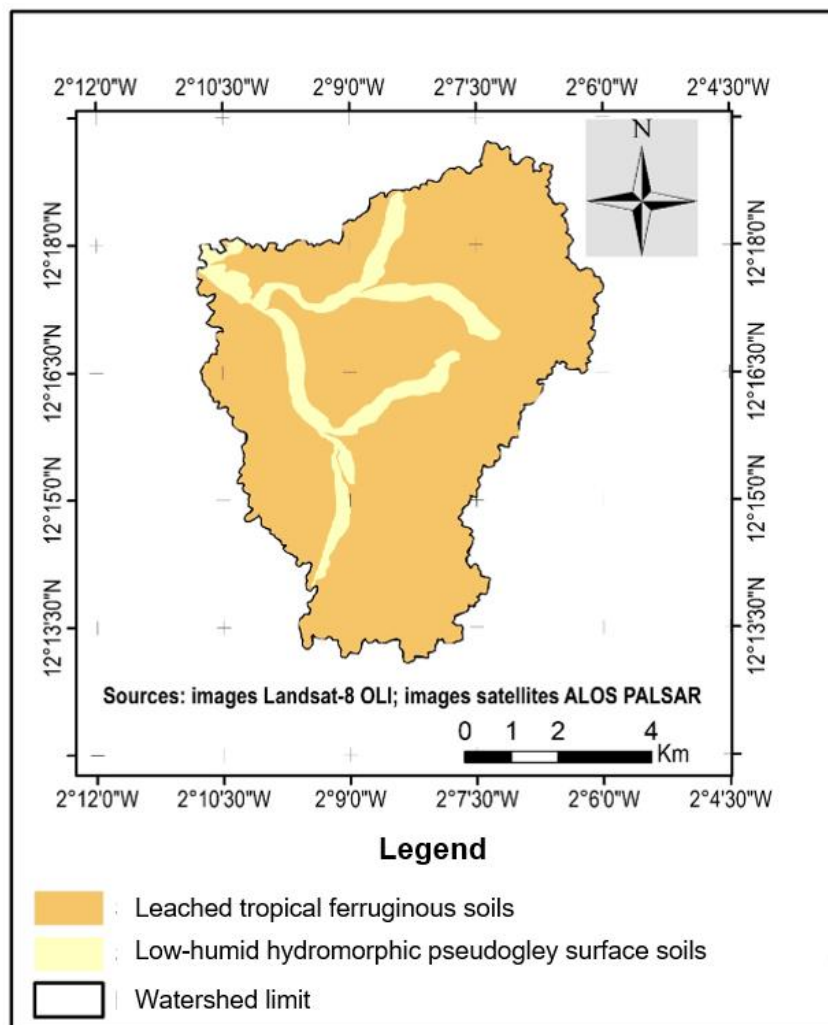 2°12'0"W 2°10'30"W 2°9'0"W 2°7'30"W 2°6'0"W 2°4'30"W
N
12°18'0"N 12°18'0"N
12°16'30"N 12°16'30"N
12°15'0"N 12°15'0"N
12°13'30"N 12°13'30"N
Sources: images Landsat-8 OLI; images satellites ALOS PALSAR
0 1 2 4
Km
2°12'0"W 2°10'30"W 2°9'0"W 2°7'30"W 2°6'0"W 2°4'30"W
Legend
Leached tropical ferruginous soils
Low-humid hydromorphic pseudogley surface soils
Watershed limit